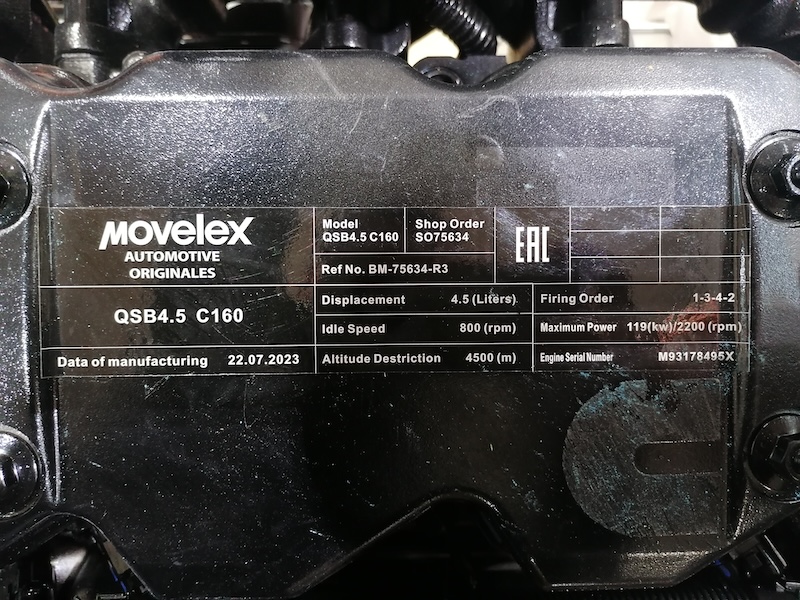 MOVELEX
AUTOMOTIVE
ORIGINALES
Model
QSB4.5 C160
Shop Order
SO75634
Ref No. BM-75634-R3
EAC
QSB4.5 C160
Data of manufacturing 22.07.2023
Displacement 4.5 (Liters)
Idle Speed 800 (rpm)
Altitude Destriction 4500 (m)
Firing Order 1-3-4-2
Maximum Power 119(kw)/2200 (rpm)
Engine Serial Number M93178495X